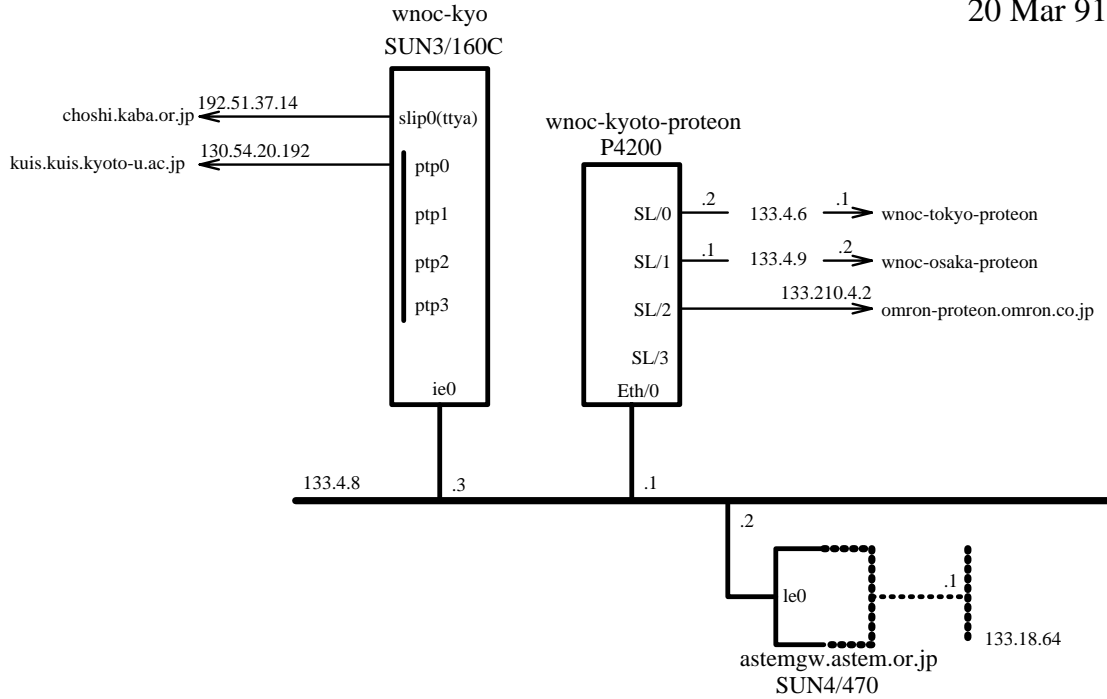 20 Mar 91
wnoc-kyo
SUN3/160C
192.51.37.14
choshi.kaba.or.jp
slip0(ttya)
130.54.20.192
kuis.kuis.kyoto-u.ac.jp
ptp0
ptp1
ptp2
ptp3
ie0
wnoc-kyoto-proteon
P4200
SL/0
.2
133.4.6
.1
wnoc-tokyo-proteon
SL/1
.1
133.4.9
.2
wnoc-osaka-proteon
133.210.4.2
SL/2
omron-proteon.omron.co.jp
SL/3
Eth/0
133.4.8
.3
.1
.2
le0
.1
133.18.64
astemgw.astem.or.jp
SUN4/470